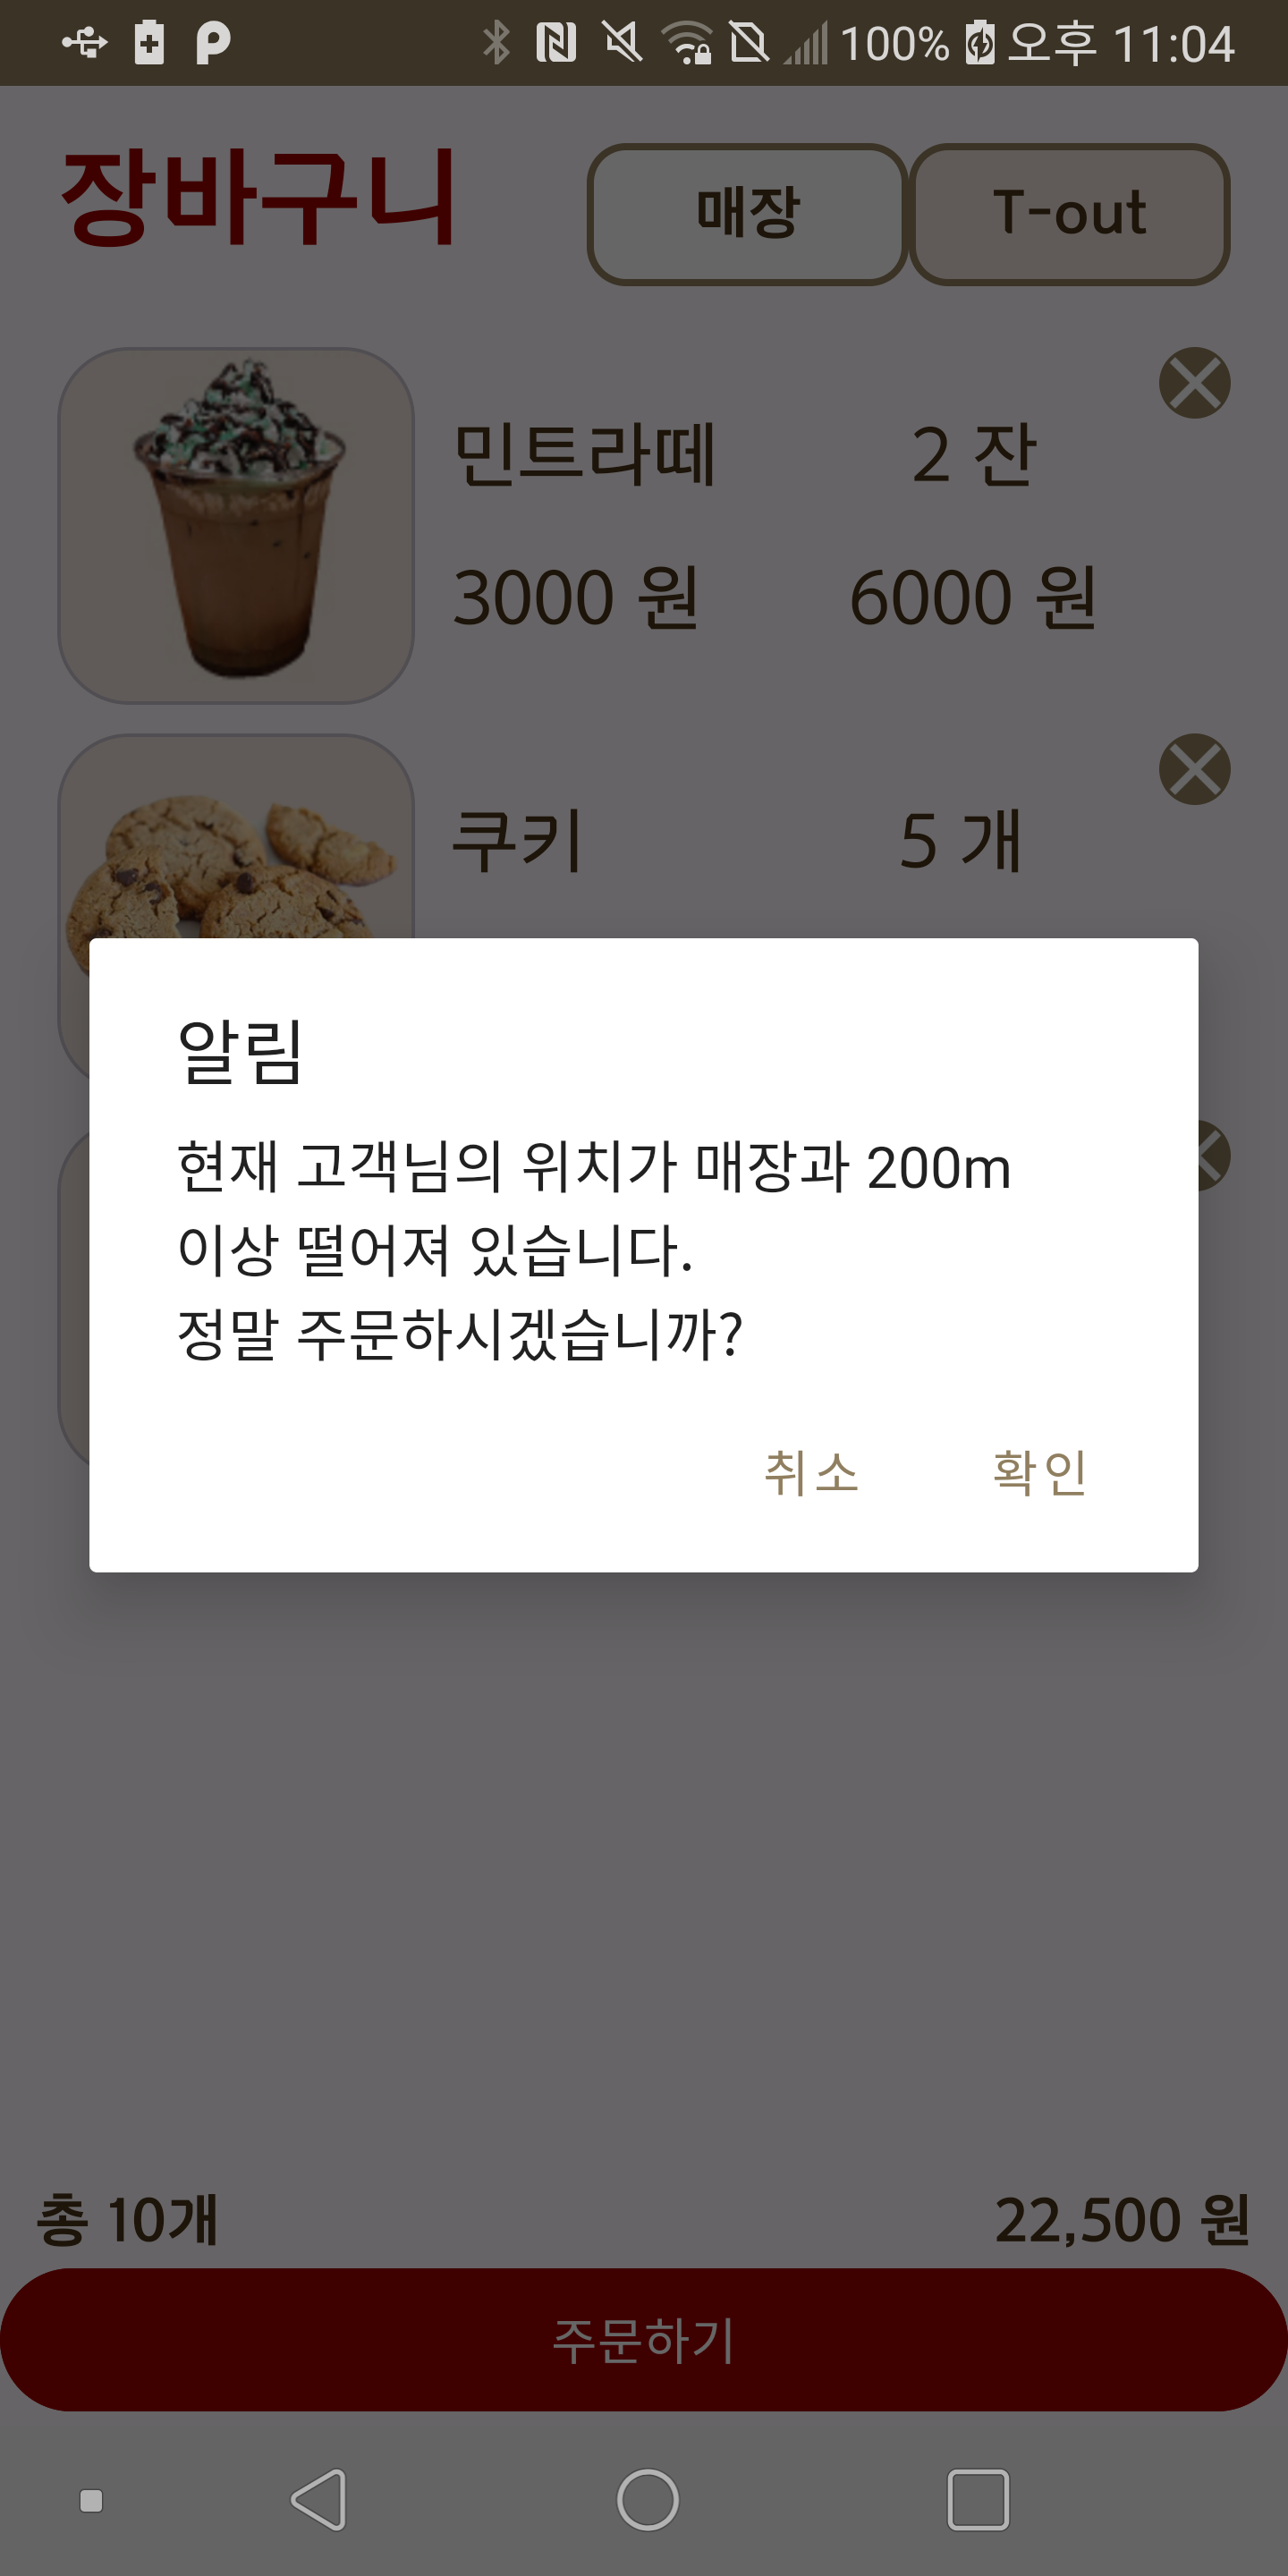 100% 오후 11:04
장바구니 매장 T-out
민트라떼 2 잔
3000 원 6000 원
쿠키 5 개
알림
현재 고객님의 위치가 매장과 200m
이상 떨어져 있습니다.
정말 주문하시겠습니까?
취소 확인
총 10개 22,500 원
주문하기